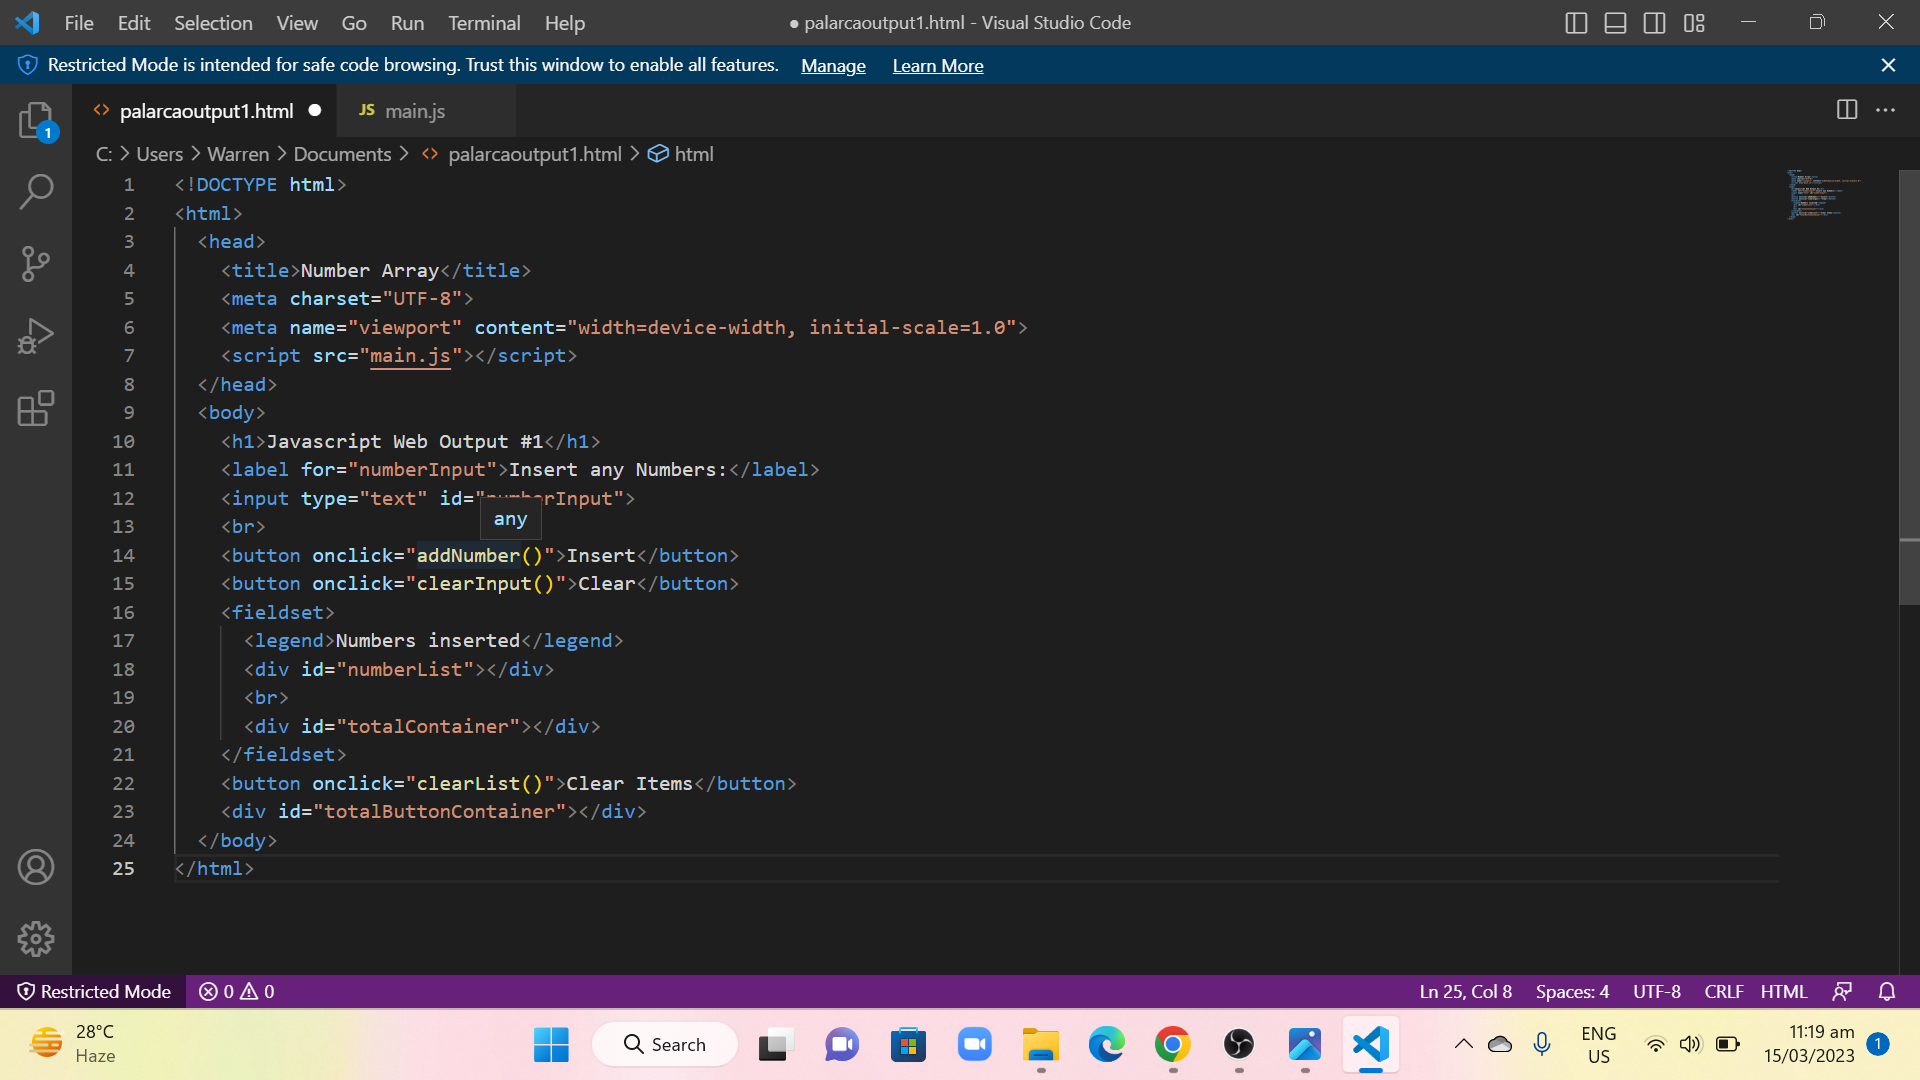 File Edit Selection View Go Run Terminal Help ● palarcaoutput1.html - Visual Studio Code
Restricted Mode is intended for safe code browsing. Trust this window to enable all features. Manage Learn More
palarcaoutput1.html ● JS main.js
C: > Users > Warren > Documents > <> palarcaoutput1.html > html
1 <!DOCTYPE html>
2 <html>
3 <head>
4 <title>Number Array</title>
5 <meta charset="UTF-8">
6 <meta name="viewport" content="width=device-width, initial-scale=1.0">
7 <script src="main.js"></script>
8 </head>
9 <body>
10 <h1>Javascript Web Output #1</h1>
11 <label for="numberInput">Insert any Numbers:</label>
12 <input type="text" id="numberInput">
any
13 <br>
14 <button onclick="addNumber()">Insert</button>
15 <button onclick="clearInput()">Clear</button>
16 <fieldset>
17 <legend>Numbers inserted</legend>
18 <div id="numberList"></div>
19 <br>
20 <div id="totalContainer"></div>
21 </fieldset>
22 <button onclick="clearList()">Clear Items</button>
23 <div id="totalButtonContainer"></div>
24 </body>
25 </html>
1
Restricted Mode 0 0 Ln 25, Col 8 Spaces: 4 UTF-8 CRLF HTML
28°C
Haze
Search
ENG
US
11:19 am
15/03/2023
1